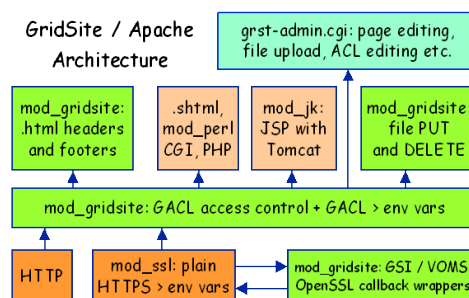 GridSite / Apache
Architecture
grst-admin.cgi: page editing,
file upload, ACL editing etc.
mod_gridsite:
.html headers
and footers
.shtml,
mod_perl
CGI, PHP
mod_jk:
JSP with
Tomcat
mod_gridsite
file PUT
and DELETE
mod_gridsite: GACL access control + GACL > env vars
HTTP
mod_ssl: plain
HTTPS > env vars
mod_gridsite: GSI / VOMS
OpenSSL callback wrappers